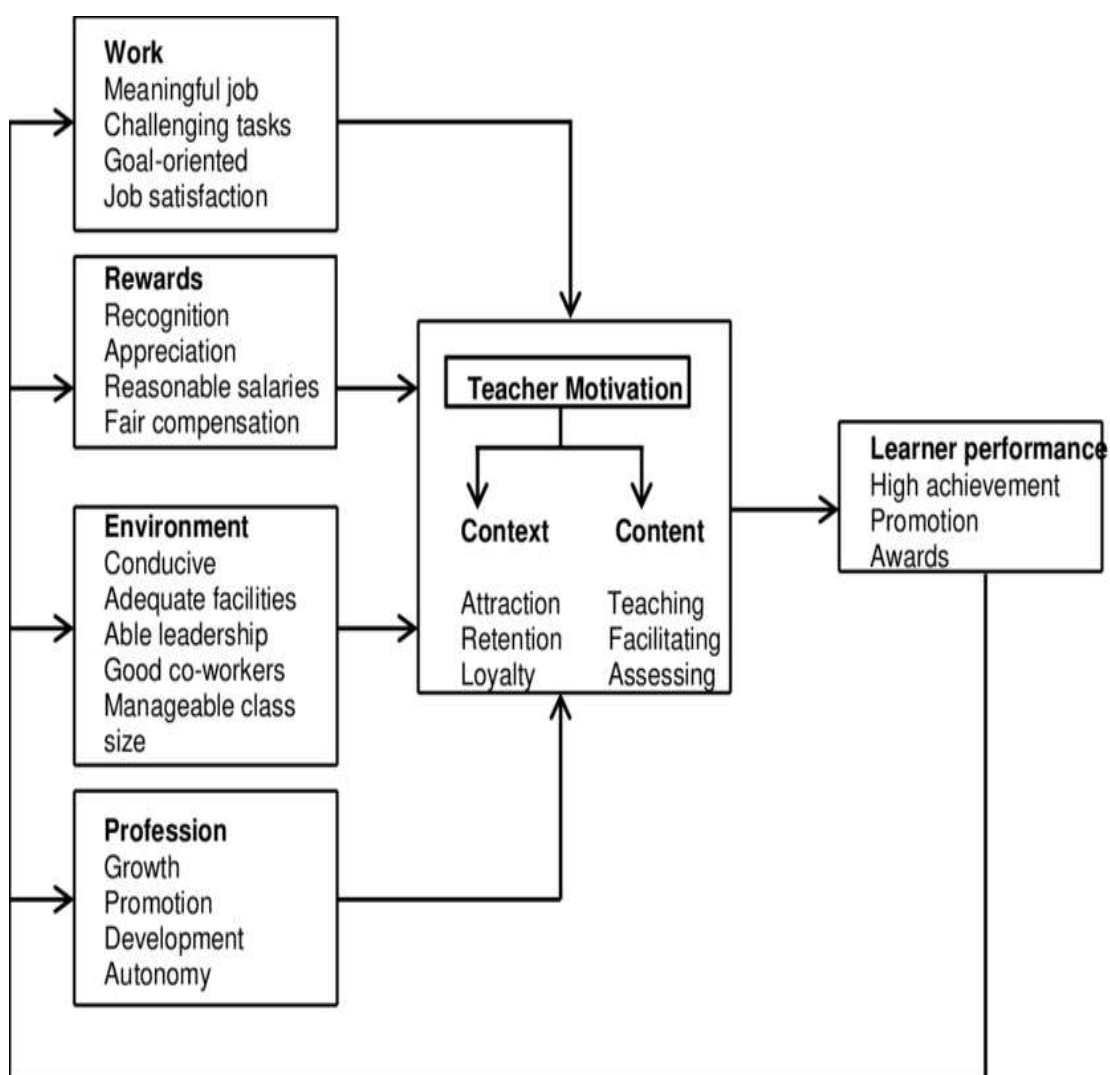 Work
Meaningful job
Challenging tasks
Goal-oriented
Job satisfaction
Rewards
Recognition
Appreciation
Reasonable salaries
Fair compensation
Environment
Conducive
Adequate facilities
Able leadership
Good co-workers
Manageable class
size
Profession
Growth
Promotion
Development
Autonomy
Teacher Motivation
Context
Attraction
Retention
Loyalty
Content
Teaching
Facilitating
Assessing
Learner performance
High achievement
Promotion
Awards